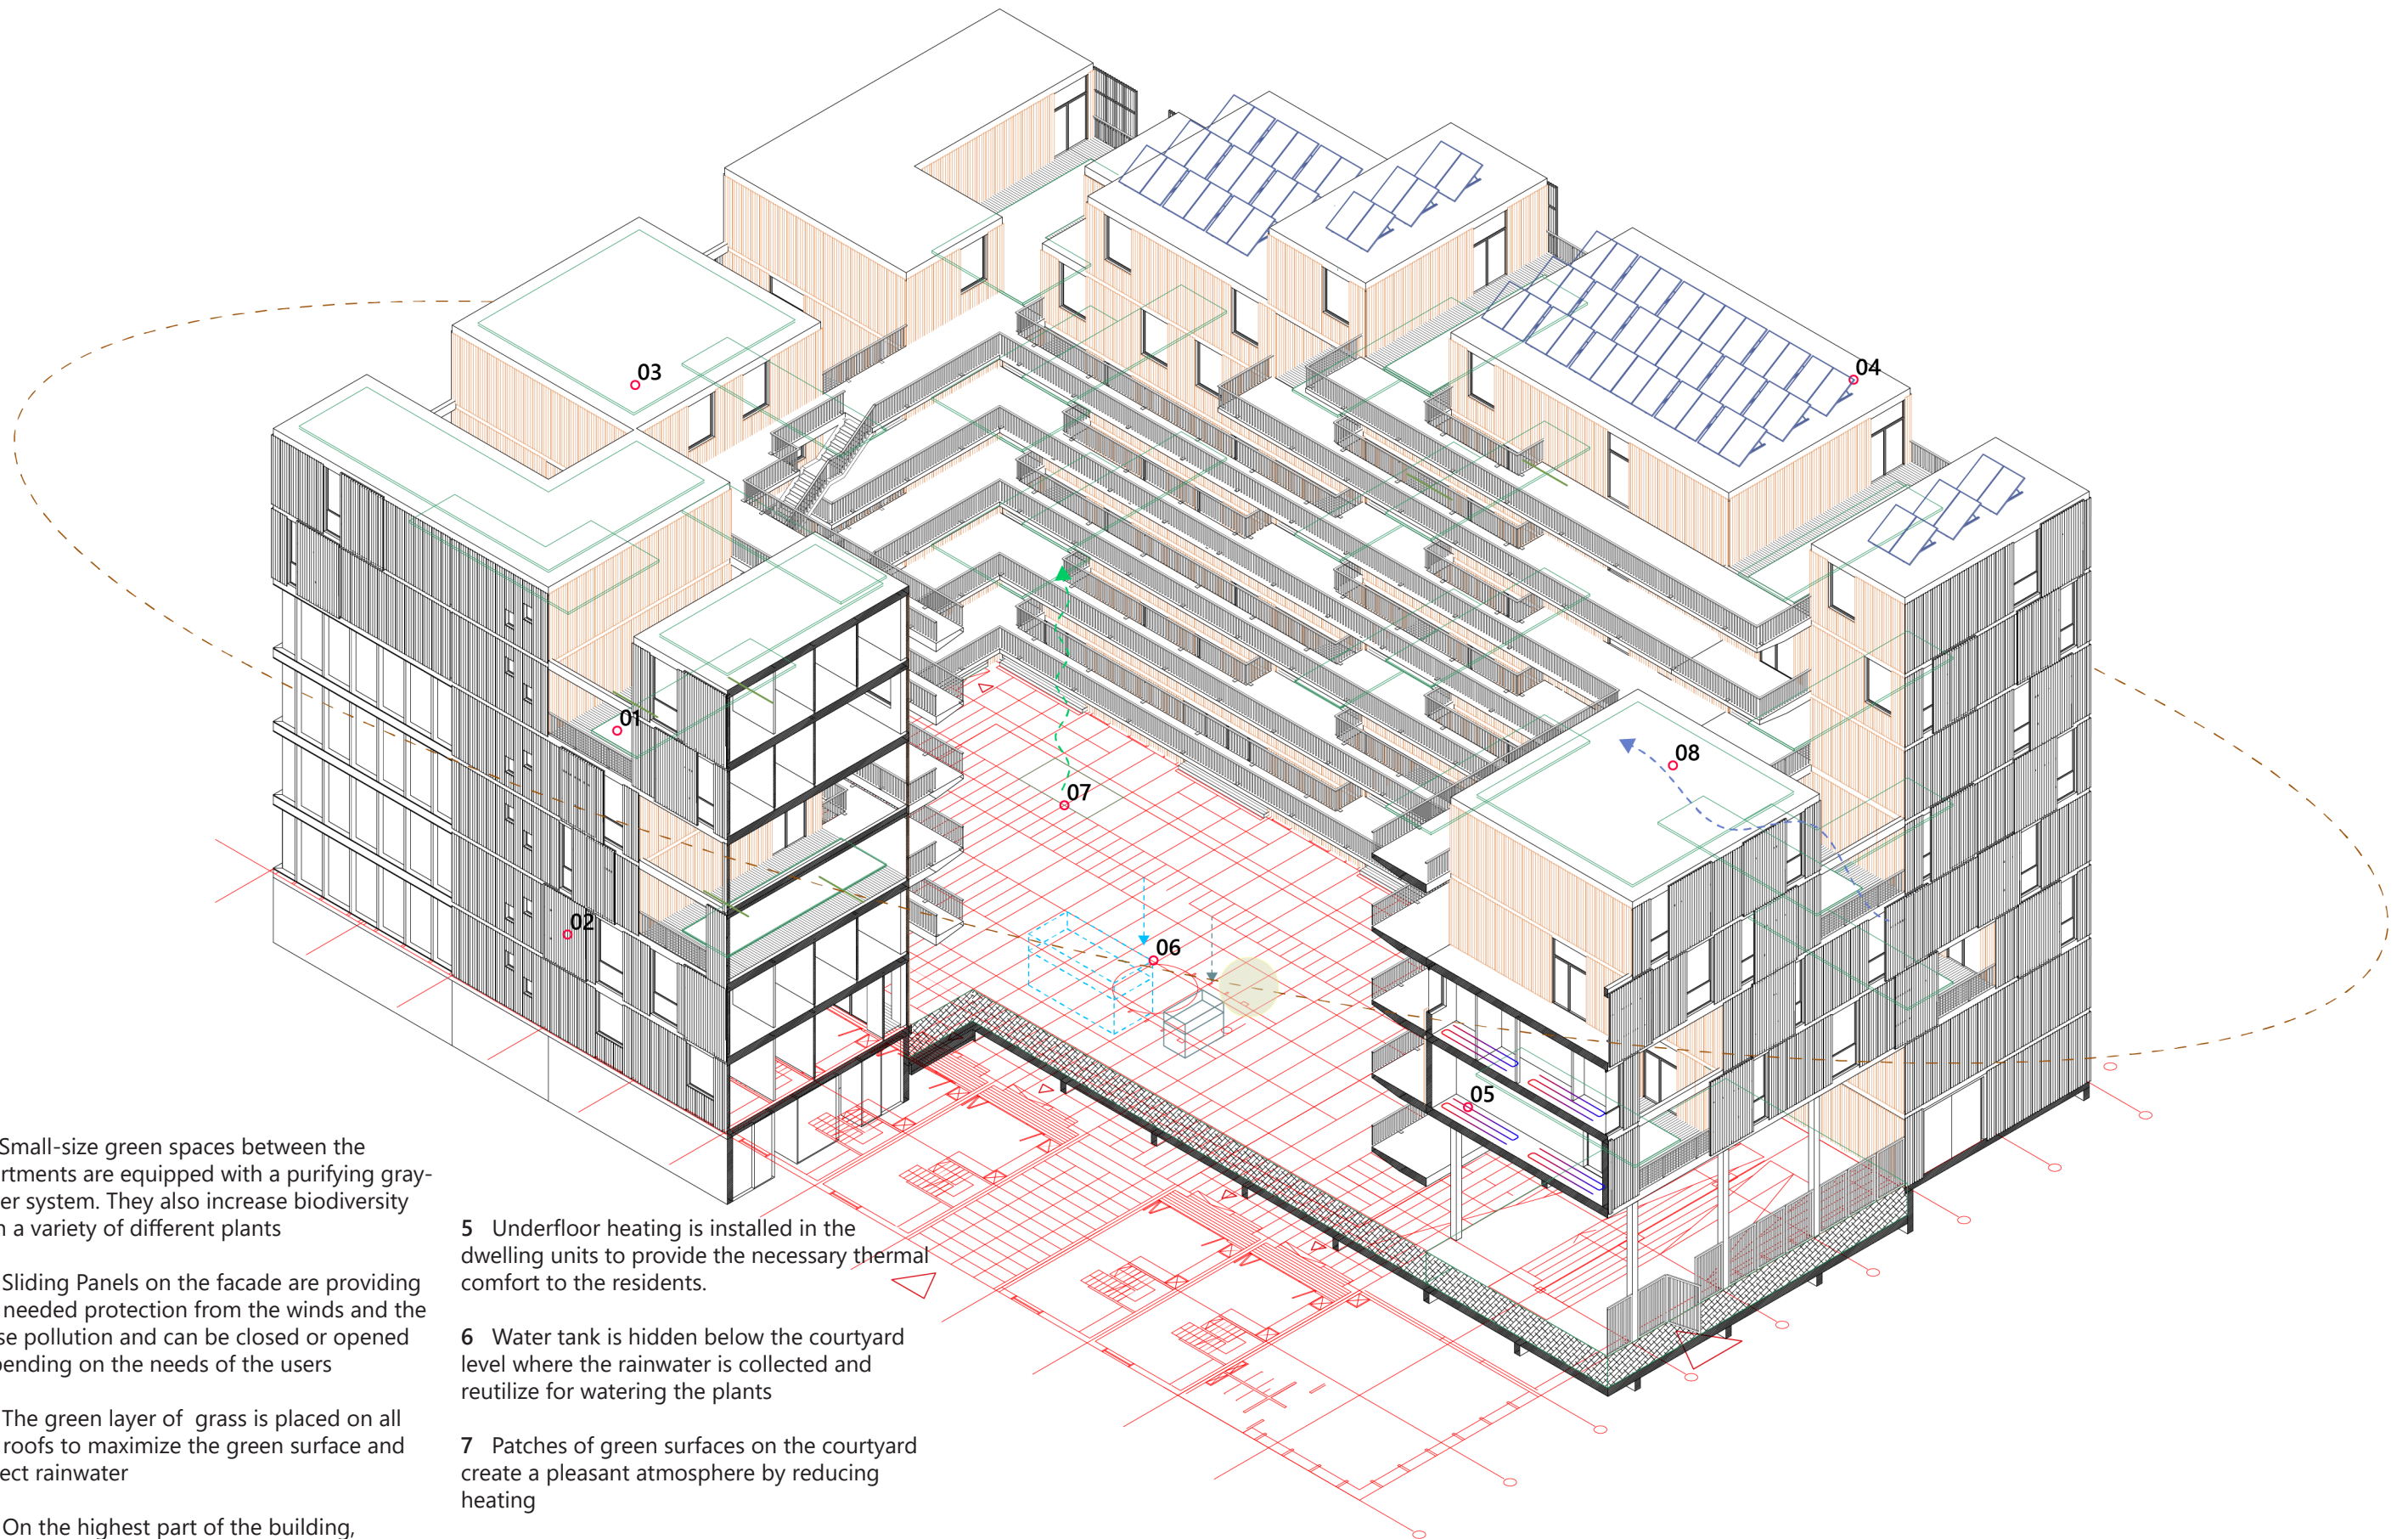 03
04
01
08
07
02
06
05
Small-size green spaces between the
rtments are equipped with a purifying gray-
er system. They also increase biodiversity
a variety of different plants
Sliding Panels on the facade are providing
needed protection from the winds and the
se pollution and can be closed or opened
pending on the needs of the users
The green layer of  grass is placed on all
roofs to maximize the green surface and
ect rainwater
On the highest part of the building,
5 Underfloor heating is installed in the
dwelling units to provide the necessary thermal
comfort to the residents.
6 Water tank is hidden below the courtyard
level where the rainwater is collected and
reutilize for watering the plants
7 Patches of green surfaces on the courtyard
create a pleasant atmosphere by reducing
heating